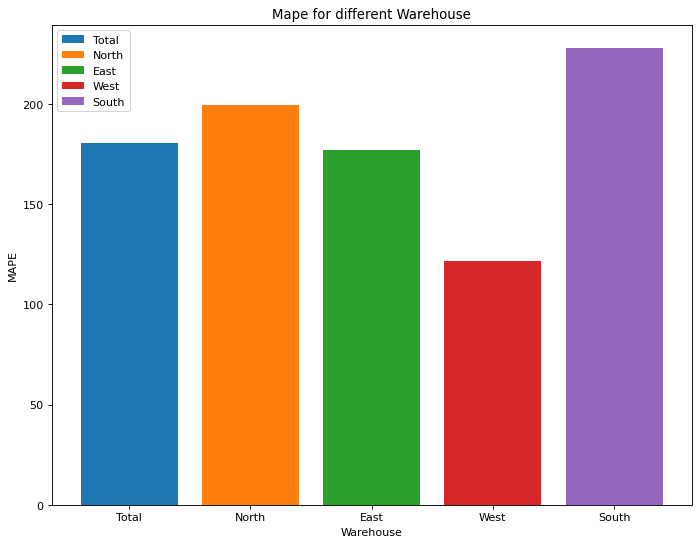 Mape for different Warehouse
Total
North
East
West
South
MAPE
200
150
100
50
0
Total North East West South
Warehouse